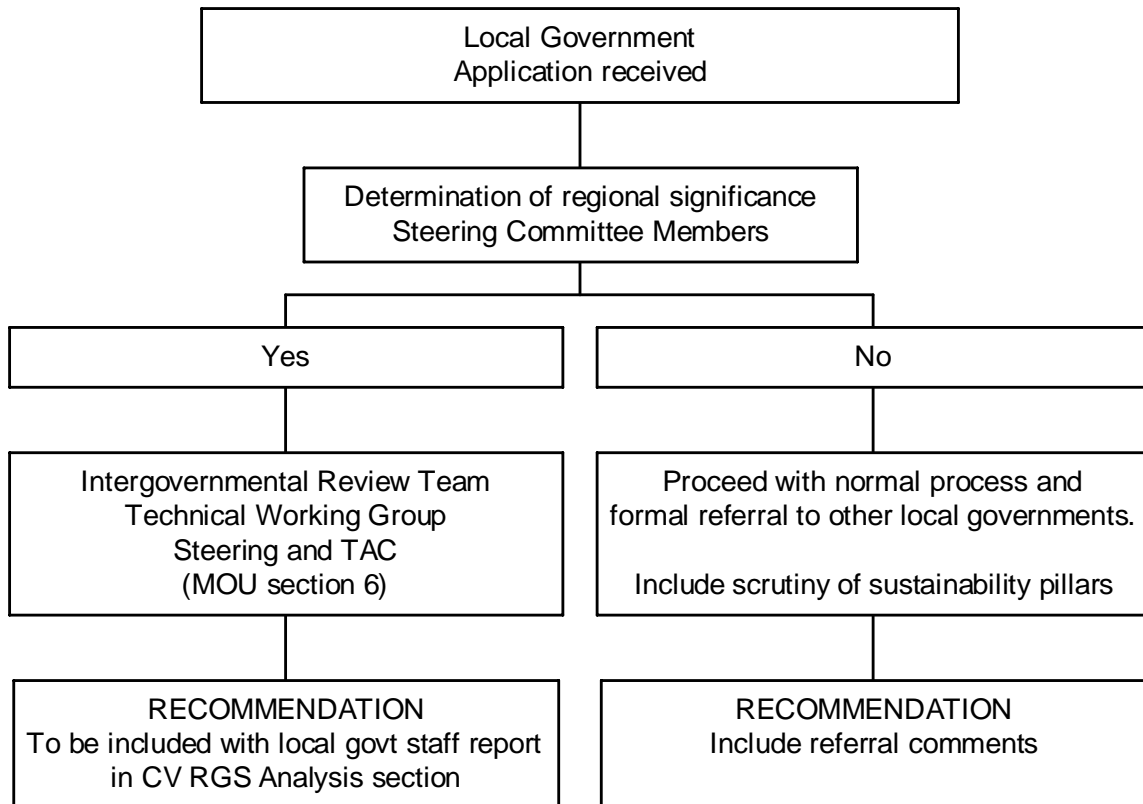 Local Government
Application received
Determination of regional significance
Steering Committee Members
Yes
No
Intergovernmental Review Team
Technical Working Group
Steering and TAC
(MOU section 6)
Proceed with normal process and
formal referral to other local governments.
Include scrutiny of sustainability pillars
RECOMMENDATION
To be included with local govt staff report
in CV RGS Analysis section
RECOMMENDATION
Include referral comments